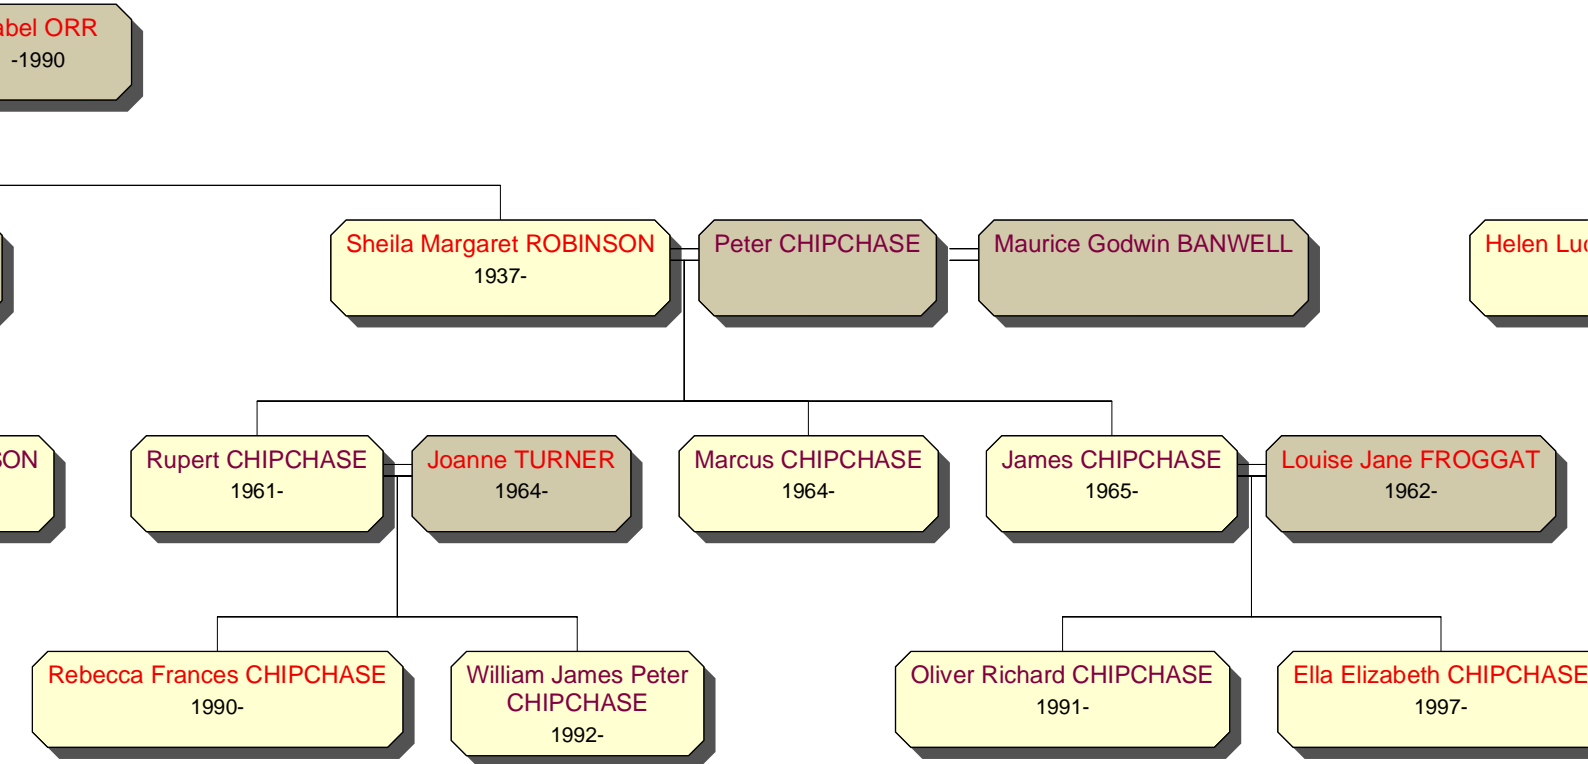 abel ORR
-1990
Sheila Margaret ROBINSON
1937-
Peter CHIPCHASE
Maurice Godwin BANWELL
Helen Luc
SON
Rupert CHIPCHASE
1961-
Joanne TURNER
1964-
Marcus CHIPCHASE
1964-
James CHIPCHASE
1965-
Louise Jane FROGGAT
1962-
Rebecca Frances CHIPCHASE
1990-
William James Peter
CHIPCHASE
1992-
Oliver Richard CHIPCHASE
1991-
Ella Elizabeth CHIPCHASE
1997-